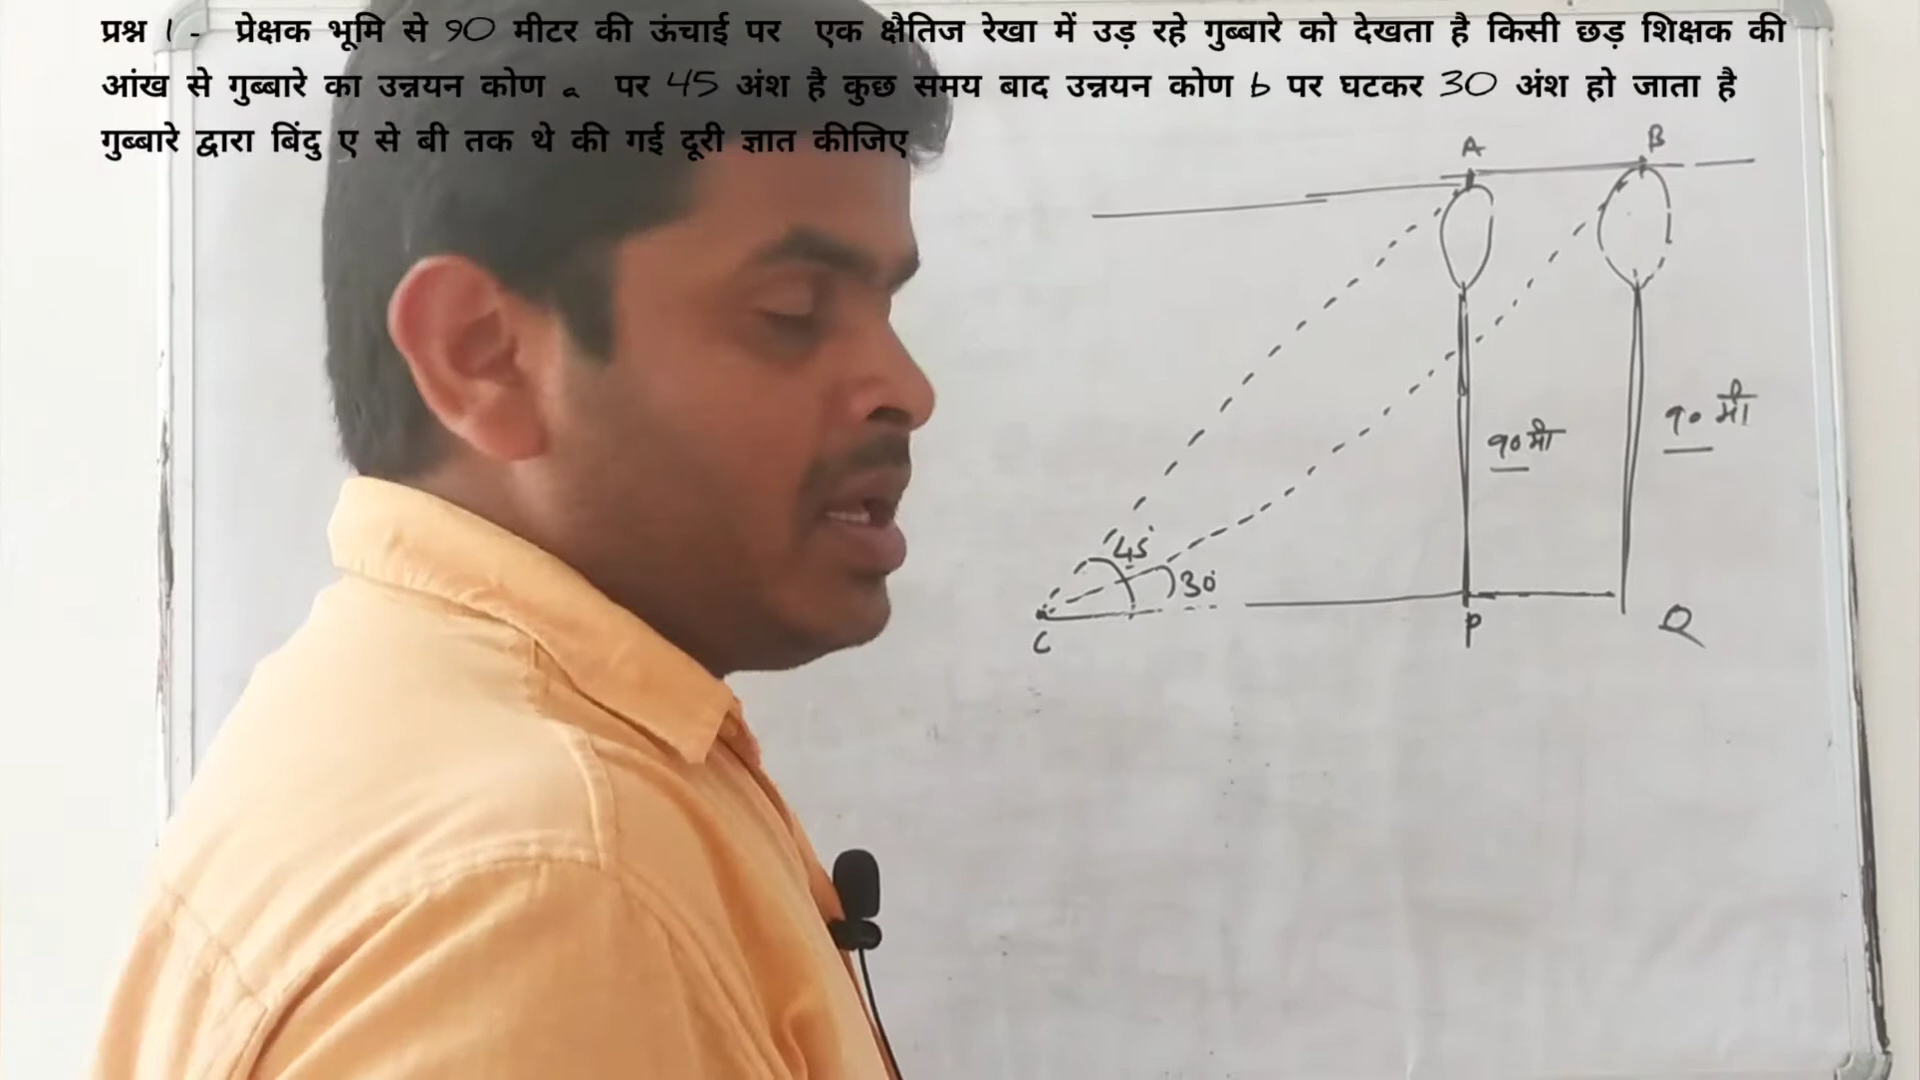 प्रश्न 1 - प्रेक्षक भूमि से 90 मीटर की ऊंचाई पर एक क्षैतिज रेखा में उड़ रहे गुब्बारे को देखता है किसी छड़ शिक्षक की
आंख से गुब्बारे का उन्नयन कोण a पर 45 अंश है कुछ समय बाद उन्नयन कोण b पर घटकर 30 अंश हो जाता है
गुब्बारे द्वारा बिंदु ए से बी तक थे की गई दूरी ज्ञात कीजिए
A B
90 मी 90 मी
45°
30°
C P Q